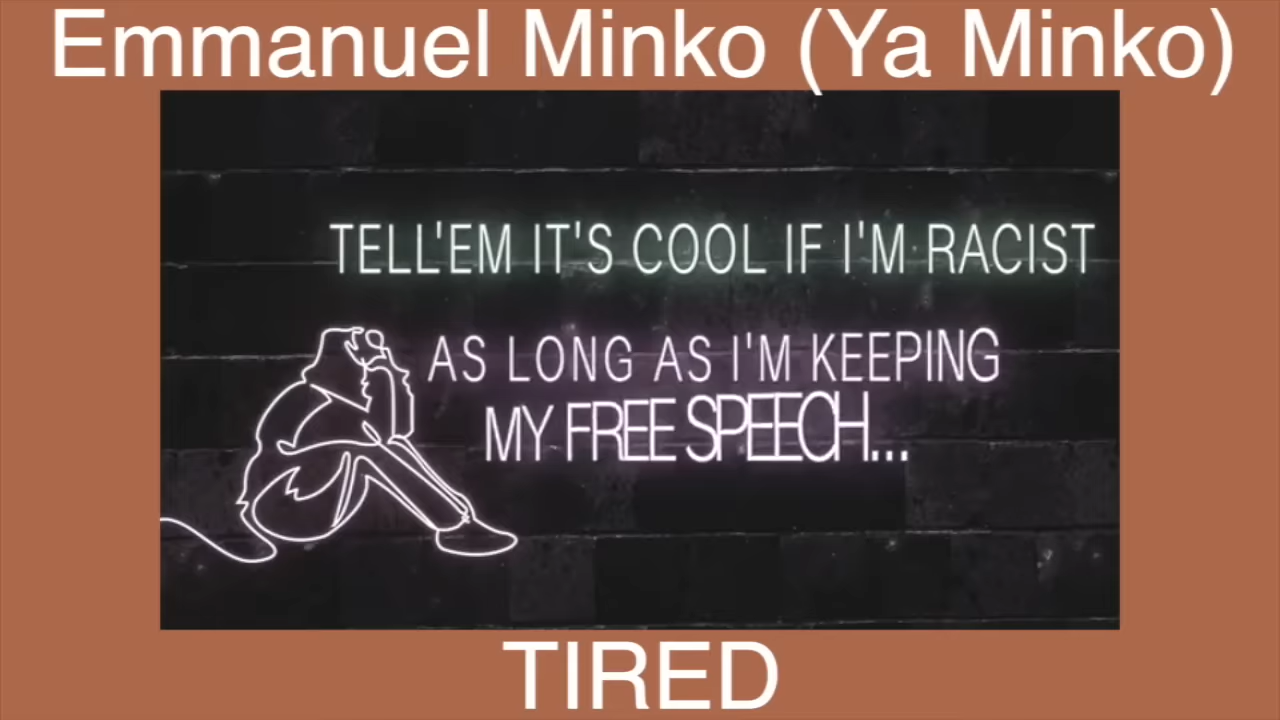 Emmanuel Minko (Ya Minko)
TELL'EM IT'S COOL IF I'M RACIST
AS LONG AS I'M KEEPING
MY FREE SPEECH...
TIRED